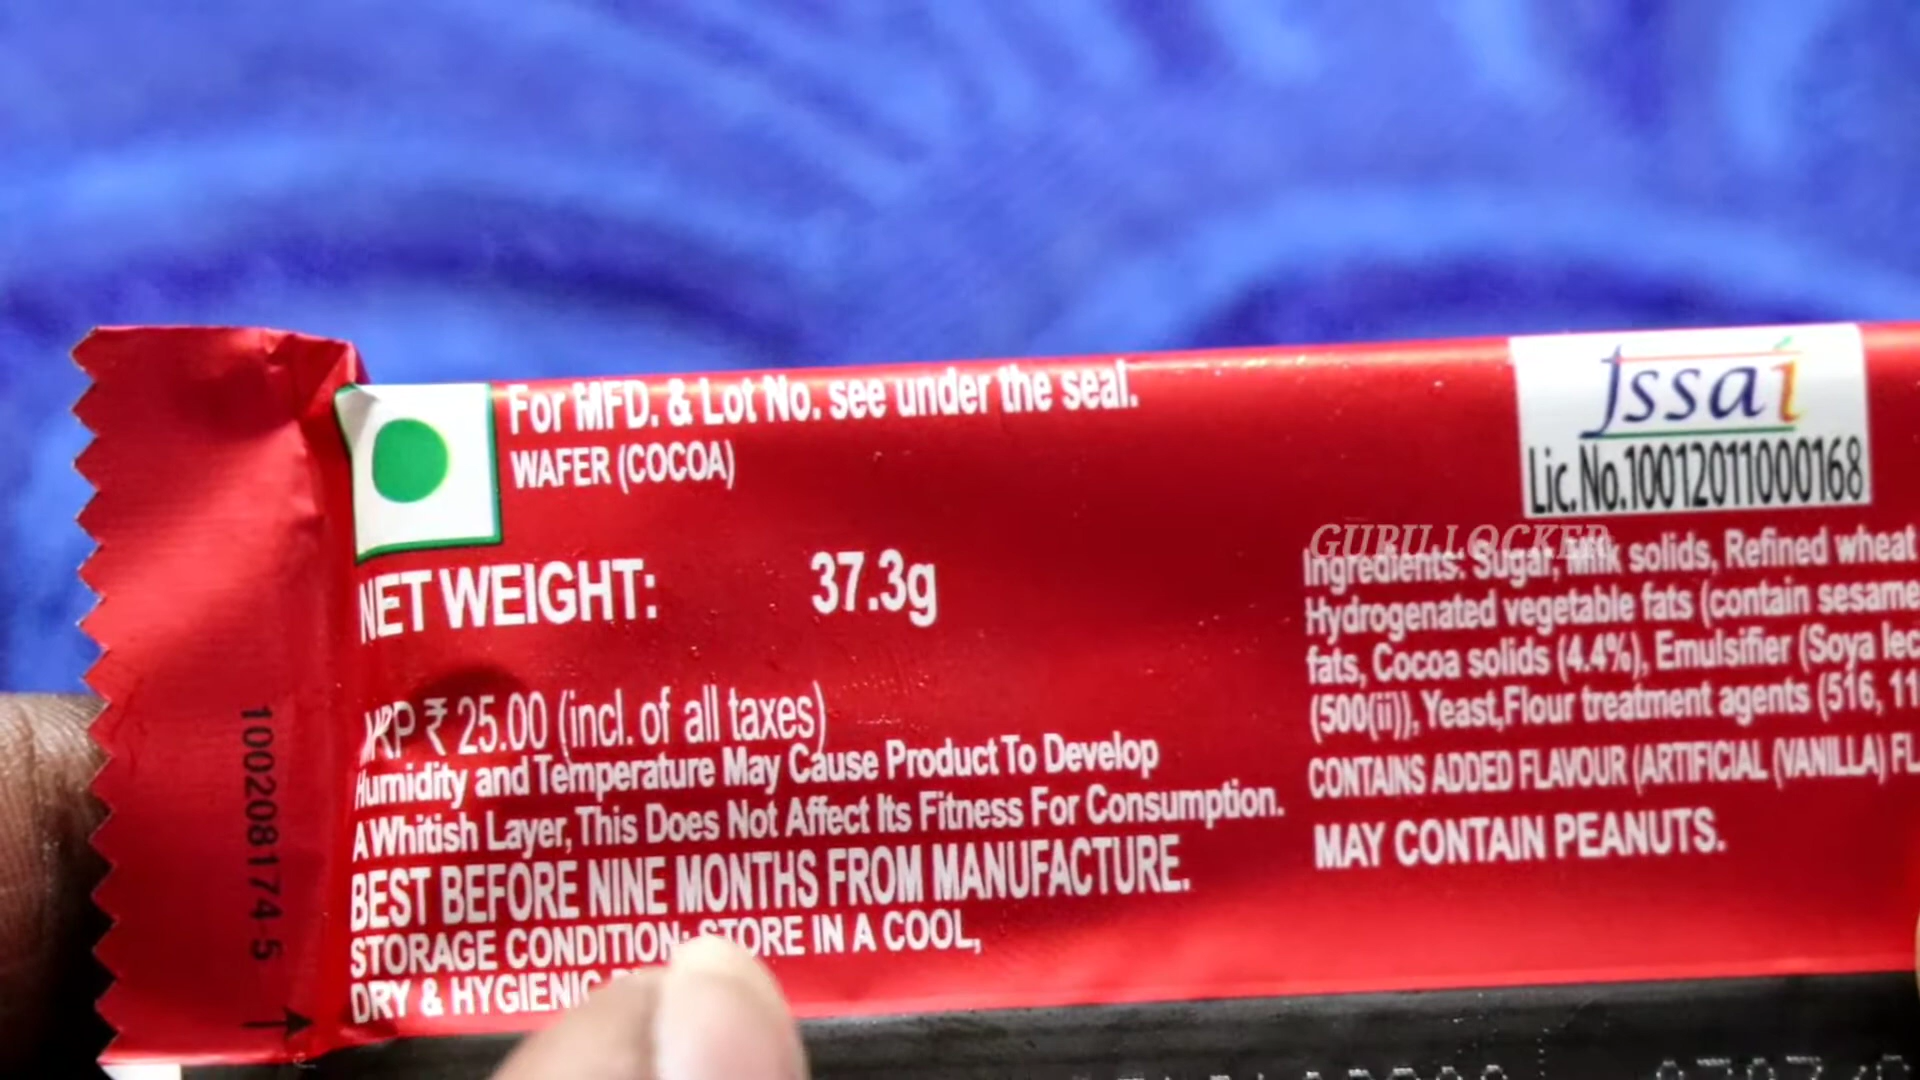 For MFD. & Lot No. see under the seal.
WAFER (COCOA)
NET WEIGHT: 37.3g
MRP ₹ 25.00 (incl. of all taxes)
Humidity and Temperature May Cause Product To Develop
A Whitish Layer, This Does Not Affect Its Fitness For Consumption.
BEST BEFORE NINE MONTHS FROM MANUFACTURE.
STORAGE CONDITION: STORE IN A COOL,
DRY & HYGIENIC
100208174-5
fssai
Lic. No. 10012011000168
GURU LOCKER
Ingredients: Sugar, Milk solids, Refined wheat
Hydrogenated vegetable fats (contain sesame
fats, Cocoa solids (4.4%), Emulsifier (Soya lec
(500(ii)), Yeast, Flour treatment agents (516, 11
CONTAINS ADDED FLAVOUR (ARTIFICIAL (VANILLA) FL
MAY CONTAIN PEANUTS.